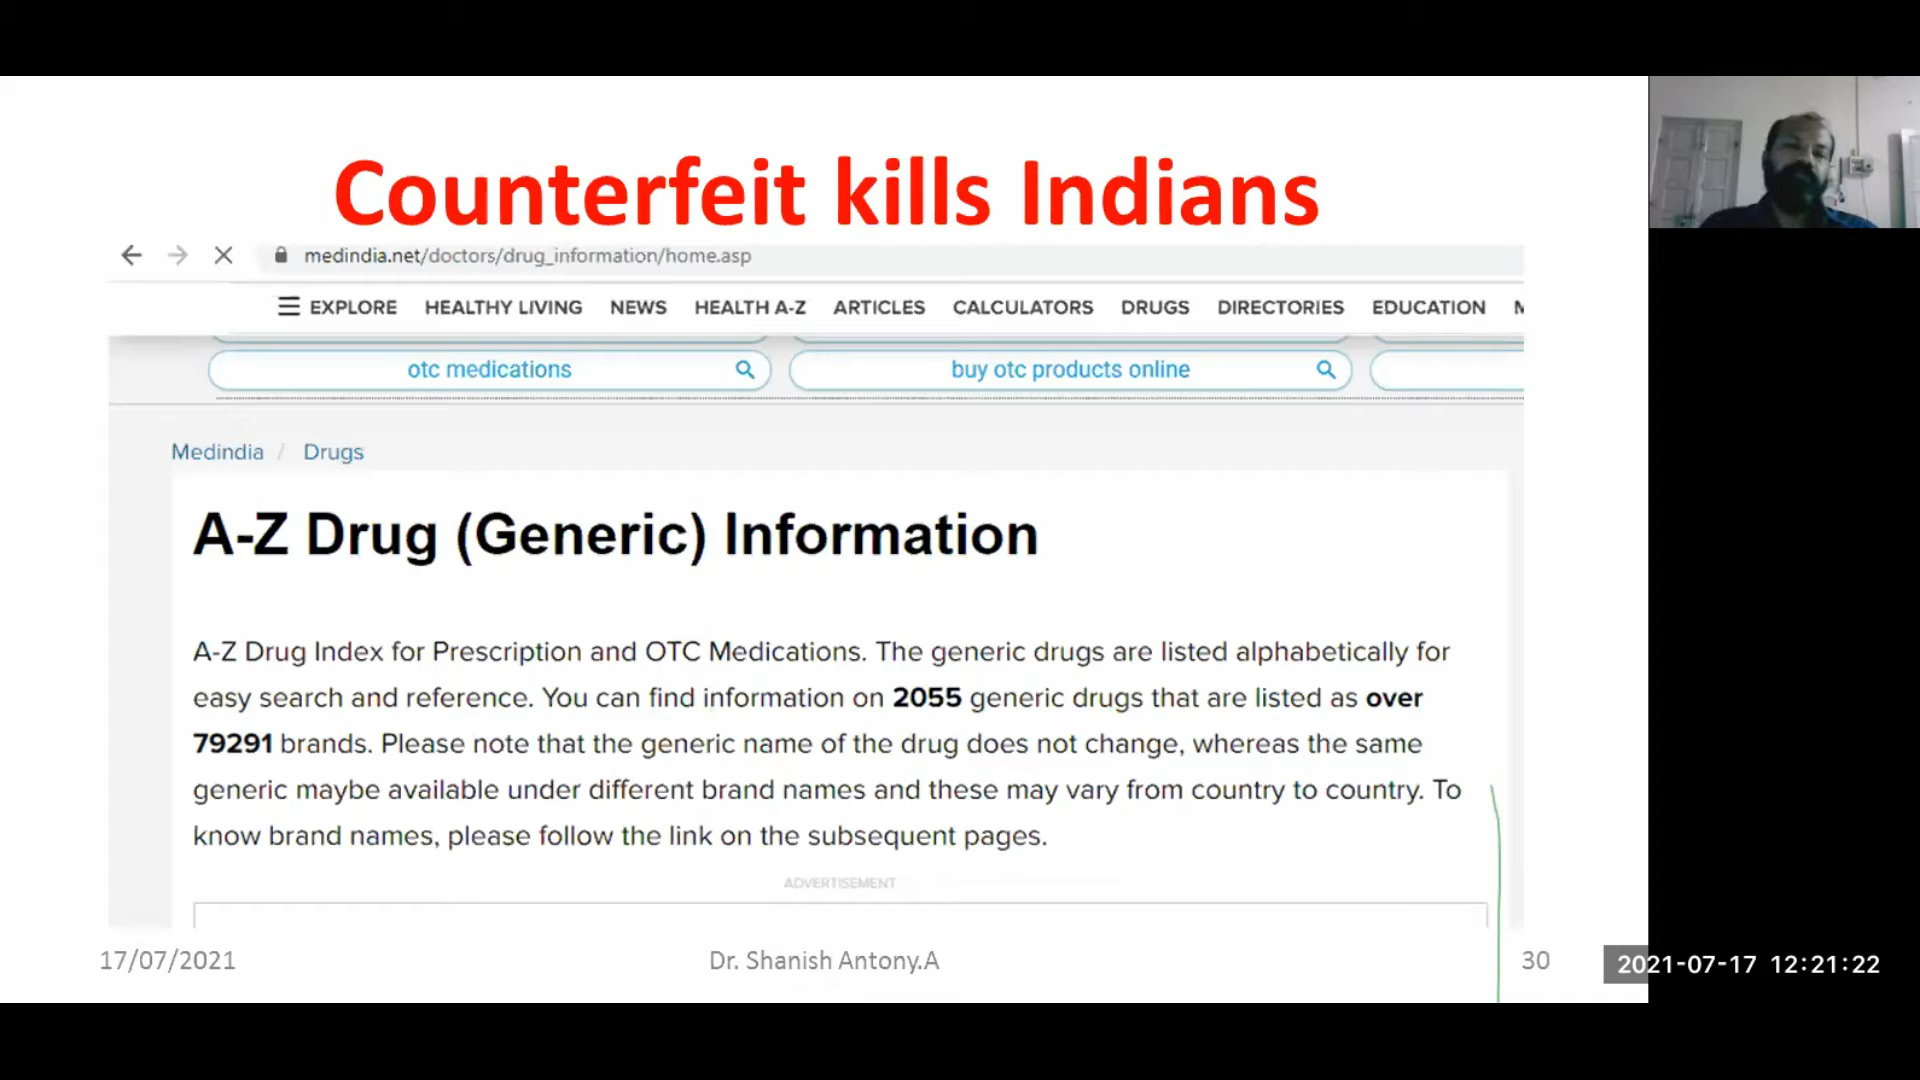 Counterfeit kills Indians
medindia.net/doctors/drug_information/home.asp
EXPLORE HEALTHY LIVING NEWS HEALTH A-Z ARTICLES CALCULATORS DRUGS DIRECTORIES EDUCATION
otc medications buy otc products online
Medindia / Drugs
A-Z Drug (Generic) Information
A-Z Drug Index for Prescription and OTC Medications. The generic drugs are listed alphabetically for
easy search and reference. You can find information on 2055 generic drugs that are listed as over
79291 brands. Please note that the generic name of the drug does not change, whereas the same
generic maybe available under different brand names and these may vary from country to country. To
know brand names, please follow the link on the subsequent pages.
ADVERTISEMENT
17/07/2021 Dr. Shanish Antony.A 30
2021-07-17 12:21:22